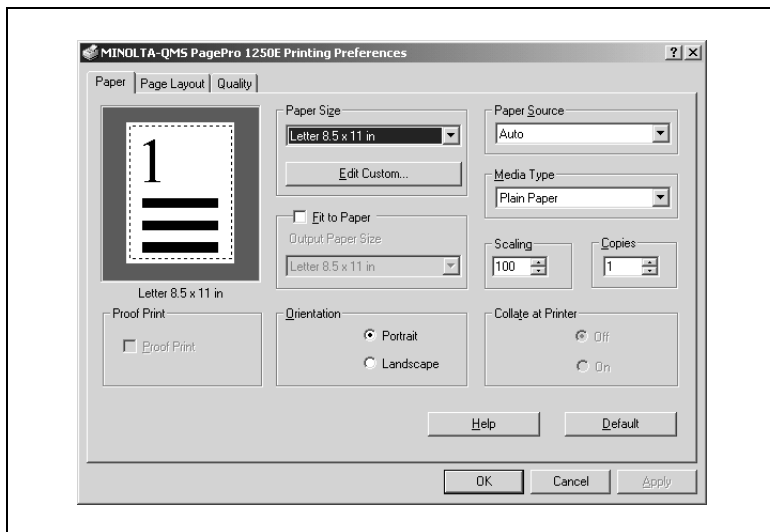 MINOLTA-QMS PagePro 1250E Printing Preferences
Paper
Page Layout
Quality
1
Letter 8.5 x 11 in
Paper Size
Letter 8.5 x 11 in
Edit Custom...
Fit to Paper
Output Paper Size
Letter 8.5 x 11 in
Paper Source
Auto
Media Type
Plain Paper
Scaling
100
Copies
1
Proof Print
Proof Print
Orientation
Portrait
Landscape
Collate at Printer
Off
On
Help
Default
OK
Cancel
Apply